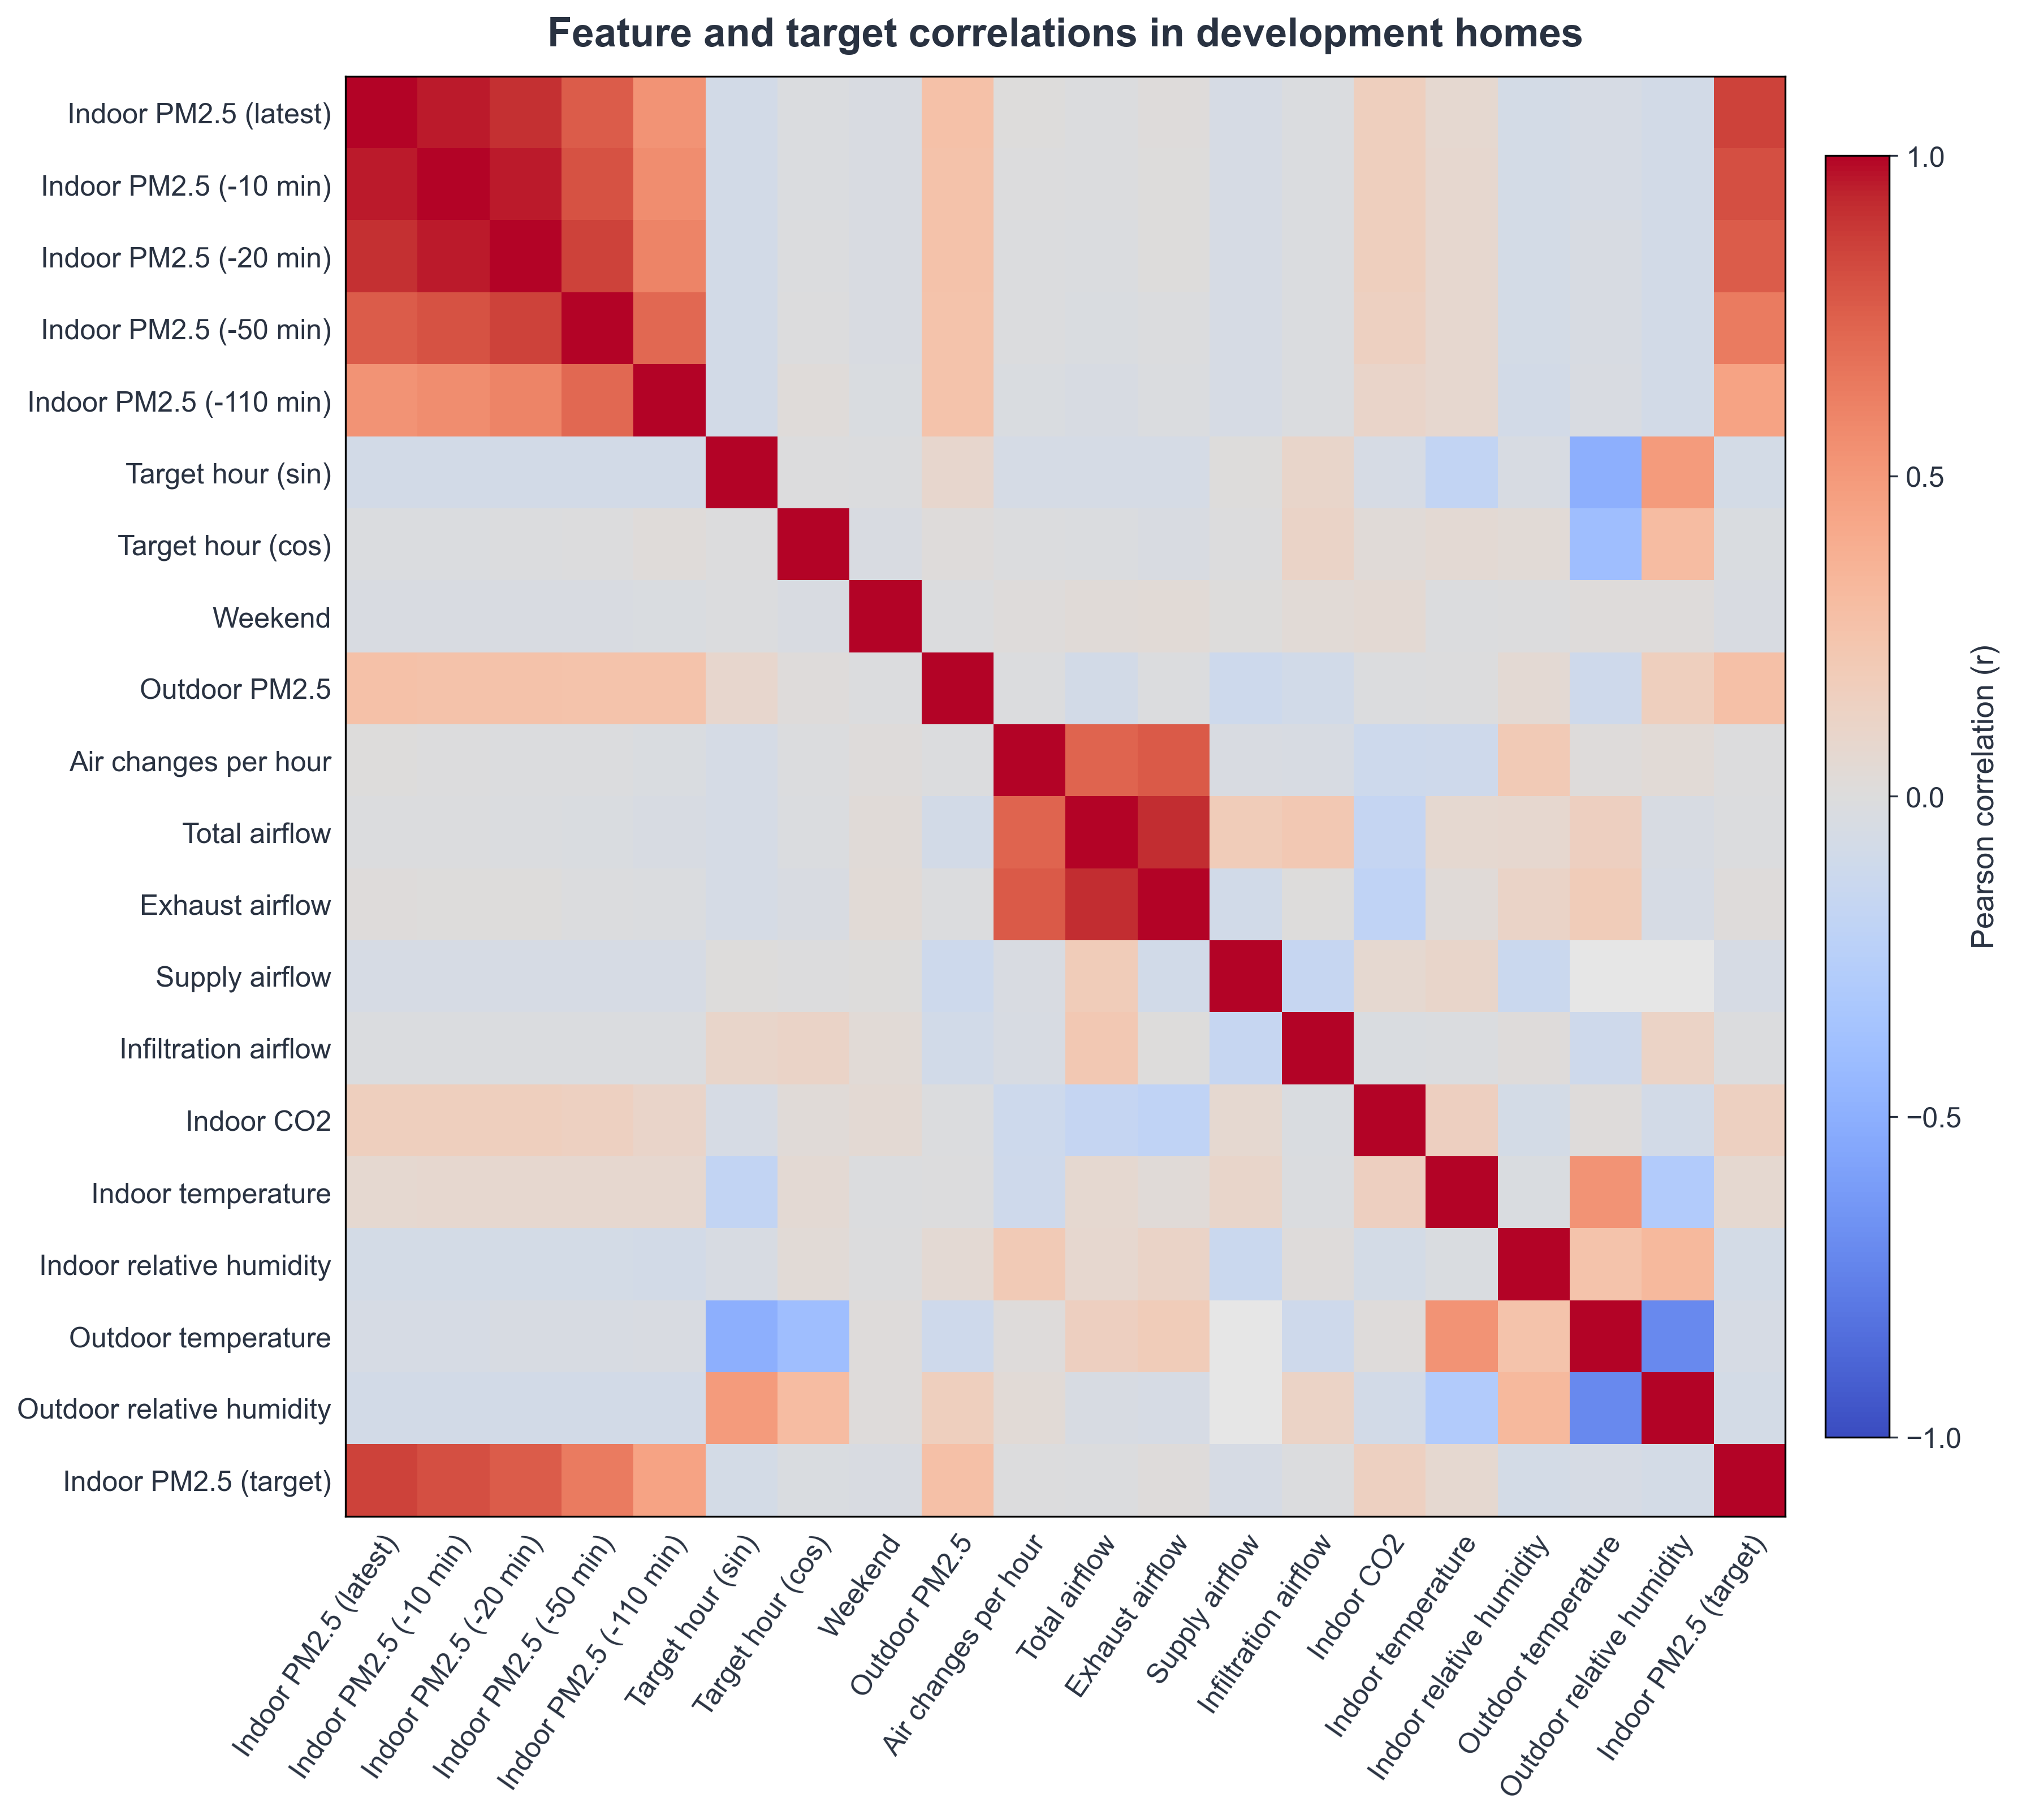 Feature and target correlations in development homes
Indoor PM2.5 (latest)
Indoor PM2.5 (-10 min)
Indoor PM2.5 (-20 min)
Indoor PM2.5 (-50 min)
Indoor PM2.5 (-110 min)
Target hour (sin)
Target hour (cos)
Weekend
Outdoor PM2.5
Air changes per hour
Total airflow
Exhaust airflow
Supply airflow
Infiltration airflow
Indoor CO2
Indoor temperature
Indoor relative humidity
Outdoor temperature
Outdoor relative humidity
Indoor PM2.5 (target)
Indoor PM2.5 (latest)
Indoor PM2.5 (-10 min)
Indoor PM2.5 (-20 min)
Indoor PM2.5 (-50 min)
Indoor PM2.5 (-110 min)
Target hour (sin)
Target hour (cos)
Weekend
Outdoor PM2.5
Air changes per hour
Total airflow
Exhaust airflow
Supply airflow
Infiltration airflow
Indoor CO2
Indoor temperature
Indoor relative humidity
Outdoor temperature
Outdoor relative humidity
Indoor PM2.5 (target)
1.0
0.5
0.0
−0.5
−1.0
Pearson correlation (r)